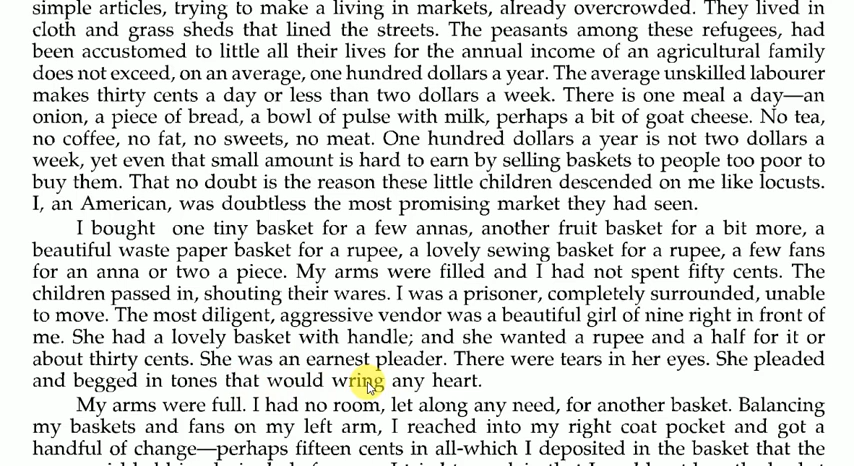 simple articles, trying to make a living in markets, already overcrowded. They lived in
cloth and grass sheds that lined the streets. The peasants among these refugees, had
been accustomed to little all their lives for the annual income of an agricultural family
does not exceed, on an average, one hundred dollars a year. The average unskilled labourer
makes thirty cents a day or less than two dollars a week. There is one meal a day—an
onion, a piece of bread, a bowl of pulse with milk, perhaps a bit of goat cheese. No tea,
no coffee, no fat, no sweets, no meat. One hundred dollars a year is not two dollars a
week, yet even that small amount is hard to earn by selling baskets to people too poor to
buy them. That no doubt is the reason these little children descended on me like locusts.
I, an American, was doubtless the most promising market they had seen.
I bought one tiny basket for a few annas, another fruit basket for a bit more, a
beautiful waste paper basket for a rupee, a lovely sewing basket for a rupee, a few fans
for an anna or two a piece. My arms were filled and I had not spent fifty cents. The
children passed in, shouting their wares. I was a prisoner, completely surrounded, unable
to move. The most diligent, aggressive vendor was a beautiful girl of nine right in front of
me. She had a lovely basket with handle; and she wanted a rupee and a half for it or
about thirty cents. She was an earnest pleader. There were tears in her eyes. She pleaded
and begged in tones that would wring any heart.
My arms were full. I had no room, let along any need, for another basket. Balancing
my baskets and fans on my left arm, I reached into my right coat pocket and got a
handful of change—perhaps fifteen cents in all-which I deposited in the basket that the